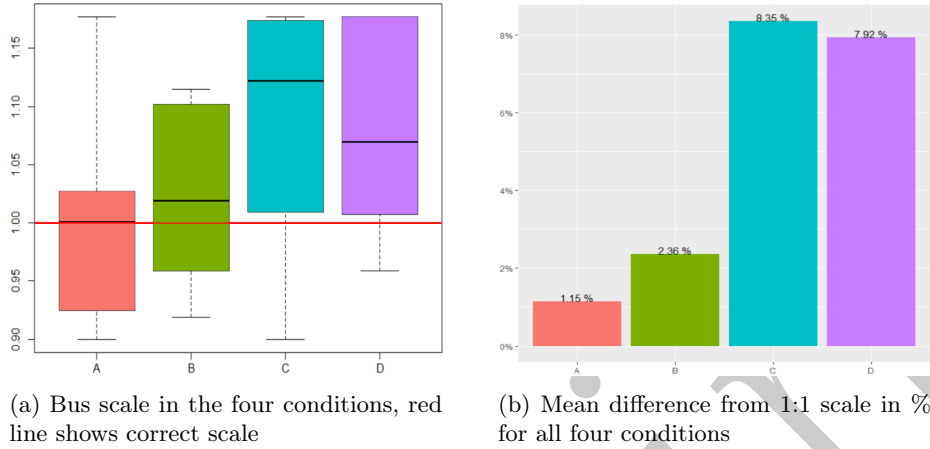 1.15
1.10
1.05
1.00
0.95
0.90
A B C D
8%
6%
4%
2%
0%
1.15 %
2.36 %
8.35 %
7.92 %
A B C D
(a) Bus scale in the four conditions, red
line shows correct scale
(b) Mean difference from 1:1 scale in %
for all four conditions